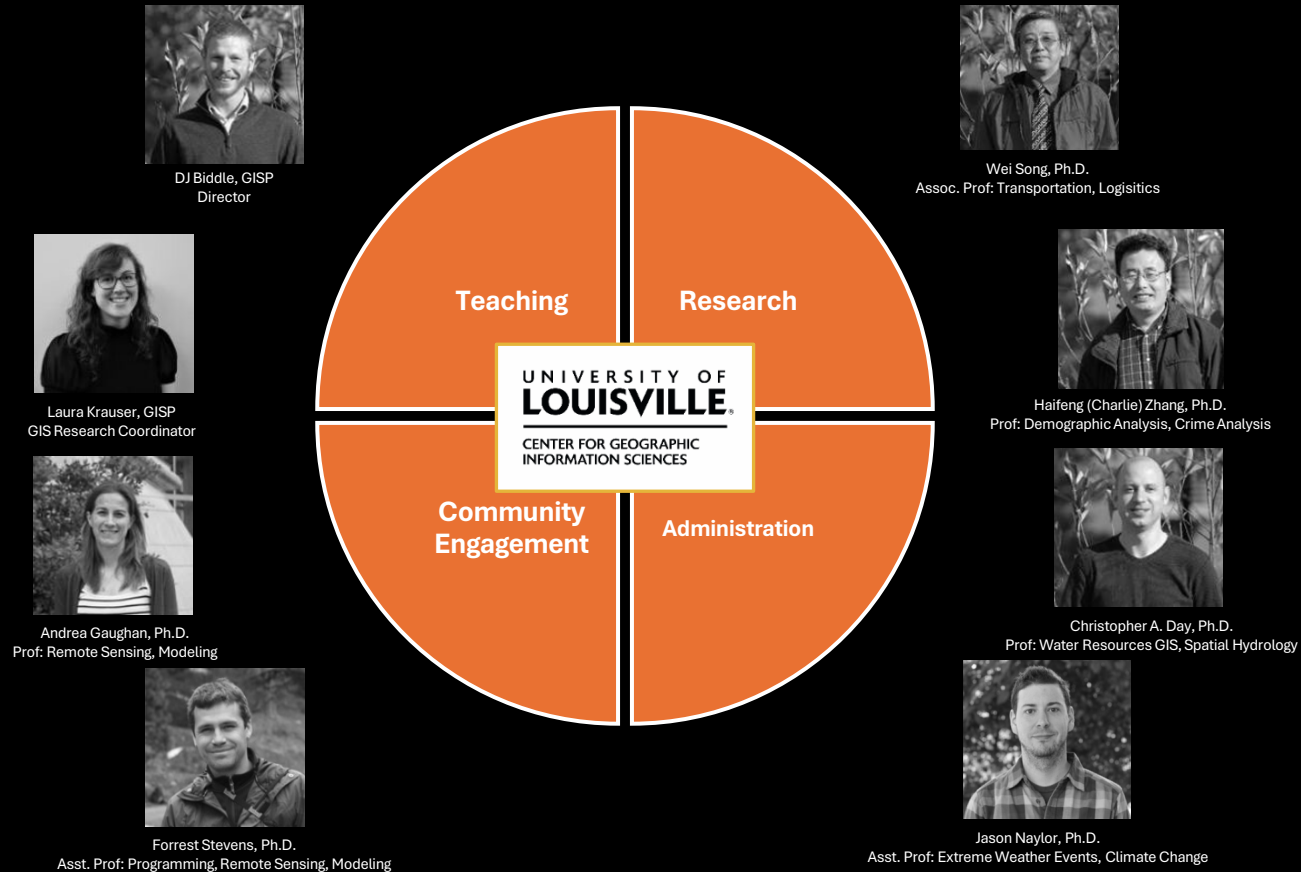 DJ Biddle, GISP
Director
Wei Song, Ph.D.
Assoc. Prof: Transportation, Logisitics
Laura Krauser, GISP
GIS Research Coordinator
Haifeng (Charlie) Zhang, Ph.D.
Prof: Demographic Analysis, Crime Analysis
Andrea Gaughan, Ph.D.
Prof: Remote Sensing, Modeling
Christopher A. Day, Ph.D.
Prof: Water Resources GIS, Spatial Hydrology
Forrest Stevens, Ph.D.
Asst. Prof: Programming, Remote Sensing, Modeling
Jason Naylor, Ph.D.
Asst. Prof: Extreme Weather Events, Climate Change
Teaching
Research
UNIVERSITY OF
LOUISVILLE®
CENTER FOR GEOGRAPHIC
INFORMATION SCIENCES
Community
Engagement
Administration